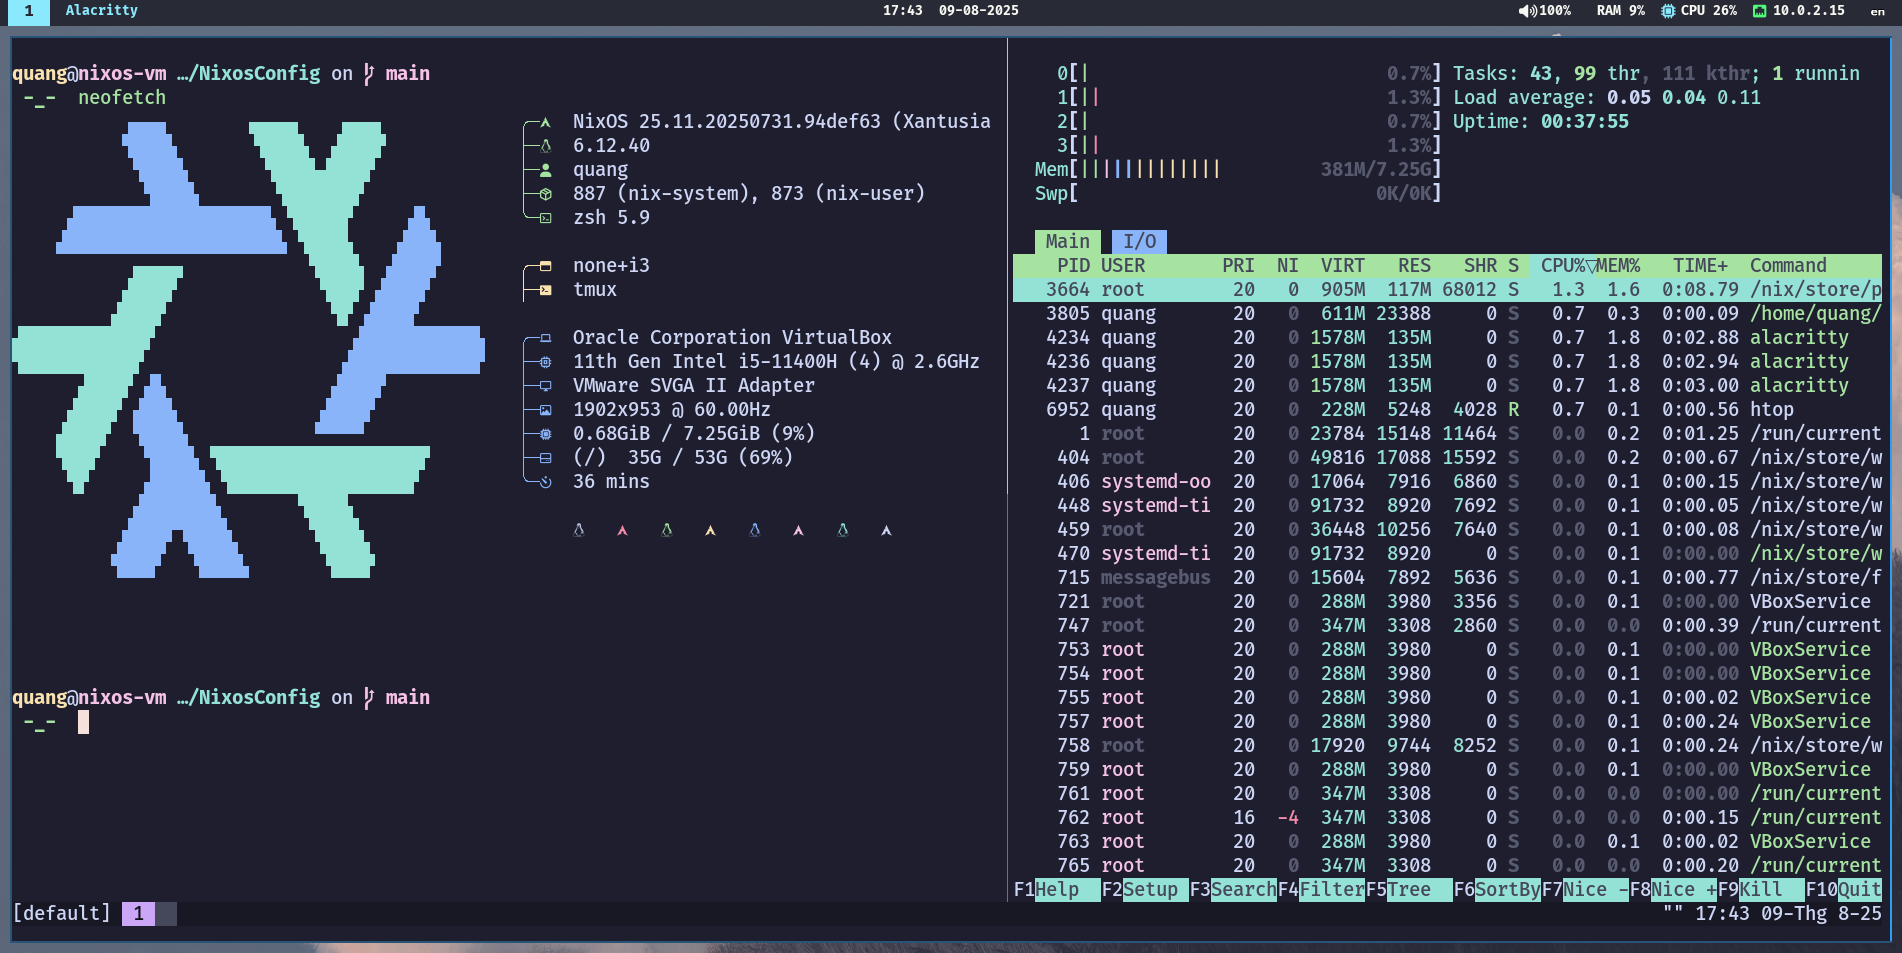 1 Alacritty 17:43 09-08-2025 100% RAM 9% CPU 26% 10.0.2.15 en
quang@nixos-vm …/NixosConfig on main
-_- neofetch
NixOS 25.11.20250731.94def63 (Xantusia
6.12.40
quang
887 (nix-system), 873 (nix-user)
zsh 5.9
none+i3
tmux
Oracle Corporation VirtualBox
11th Gen Intel i5-11400H (4) @ 2.6GHz
VMware SVGA II Adapter
1902x953 @ 60.00Hz
0.68GiB / 7.25GiB (9%)
(/) 35G / 53G (69%)
36 mins
quang@nixos-vm …/NixosConfig on main
-_-
0[| 0.7%] Tasks: 43, 99 thr, 111 kthr; 1 runnin
1[|| 1.3%] Load average: 0.05 0.04 0.11
2[| 0.7%] Uptime: 00:37:55
3[|| 1.3%]
Mem[||||||||||||| 381M/7.25G]
Swp[ 0K/0K]
Main I/O
PID USER PRI NI VIRT RES SHR S CPU%▽MEM% TIME+ Command
3664 root 20 0 905M 117M 68012 S 1.3 1.6 0:08.79 /nix/store/p
3805 quang 20 0 611M 23388 0 S 0.7 0.3 0:00.09 /home/quang/
4234 quang 20 0 1578M 135M 0 S 0.7 1.8 0:02.88 alacritty
4236 quang 20 0 1578M 135M 0 S 0.7 1.8 0:02.94 alacritty
4237 quang 20 0 1578M 135M 0 S 0.7 1.8 0:03.00 alacritty
6952 quang 20 0 228M 5248 4028 R 0.7 0.1 0:00.56 htop
1 root 20 0 23784 15148 11464 S 0.0 0.2 0:01.25 /run/current
404 root 20 0 49816 17088 15592 S 0.0 0.2 0:00.67 /nix/store/w
406 systemd-oo 20 0 17064 7916 6860 S 0.0 0.1 0:00.15 /nix/store/w
448 systemd-ti 20 0 91732 8920 7692 S 0.0 0.1 0:00.05 /nix/store/w
459 root 20 0 36448 10256 7640 S 0.0 0.1 0:00.08 /nix/store/w
470 systemd-ti 20 0 91732 8920 0 S 0.0 0.1 0:00.00 /nix/store/w
715 messagebus 20 0 15604 7892 5636 S 0.0 0.1 0:00.77 /nix/store/f
721 root 20 0 288M 3980 3356 S 0.0 0.1 0:00.00 VBoxService
747 root 20 0 347M 3308 2860 S 0.0 0.0 0:00.39 /run/current
753 root 20 0 288M 3980 0 S 0.0 0.1 0:00.00 VBoxService
754 root 20 0 288M 3980 0 S 0.0 0.1 0:00.00 VBoxService
755 root 20 0 288M 3980 0 S 0.0 0.1 0:00.02 VBoxService
757 root 20 0 288M 3980 0 S 0.0 0.1 0:00.24 VBoxService
758 root 20 0 17920 9744 8252 S 0.0 0.1 0:00.24 /nix/store/w
759 root 20 0 288M 3980 0 S 0.0 0.1 0:00.00 VBoxService
761 root 20 0 347M 3308 0 S 0.0 0.0 0:00.00 /run/current
762 root 16 -4 347M 3308 0 S 0.0 0.0 0:00.15 /run/current
763 root 20 0 288M 3980 0 S 0.0 0.1 0:00.02 VBoxService
765 root 20 0 347M 3308 0 S 0.0 0.0 0:00.20 /run/current
F1Help F2Setup F3SearchF4FilterF5Tree F6SortByF7Nice -F8Nice +F9Kill F10Quit
[default] 1 "" 17:43 09-Thg 8-25